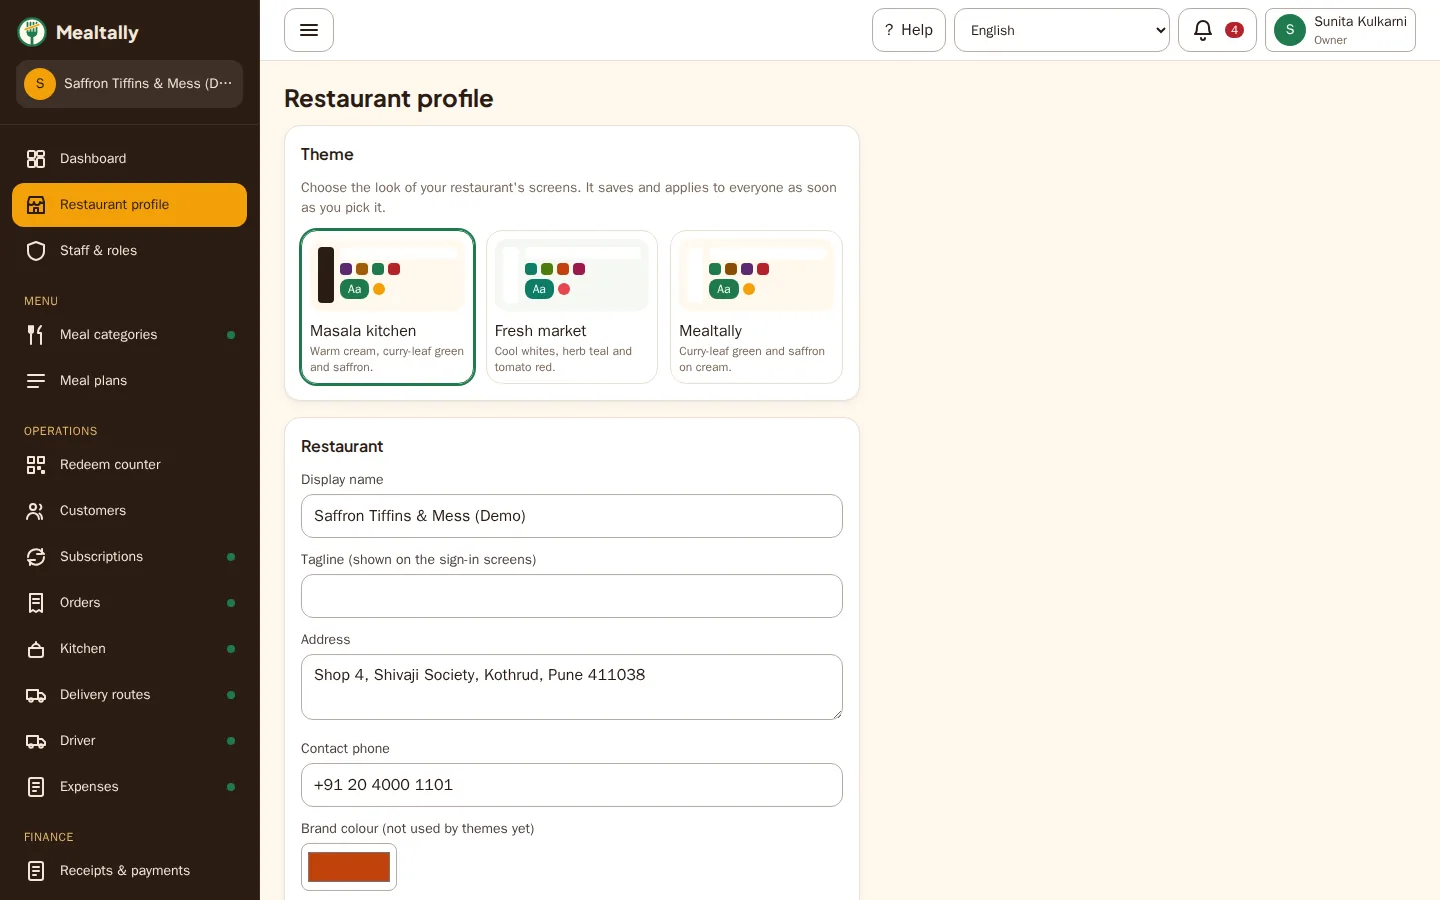 Mealtally
S
Saffron Tiffins & Mess (D···
Dashboard
Restaurant profile
Staff & roles
MENU
Meal categories
Meal plans
OPERATIONS
Redeem counter
Customers
Subscriptions
Orders
Kitchen
Delivery routes
Driver
Expenses
FINANCE
Receipts & payments
? Help
English
4
S
Sunita Kulkarni
Owner
Restaurant profile
Theme
Choose the look of your restaurant's screens. It saves and applies to everyone as soon
as you pick it.
Aa
Masala kitchen
Warm cream, curry-leaf green
and saffron.
Aa
Fresh market
Cool whites, herb teal and
tomato red.
Aa
Mealtally
Curry-leaf green and saffron
on cream.
Restaurant
Display name
Saffron Tiffins & Mess (Demo)
Tagline (shown on the sign-in screens)
Address
Shop 4, Shivaji Society, Kothrud, Pune 411038
Contact phone
+91 20 4000 1101
Brand colour (not used by themes yet)